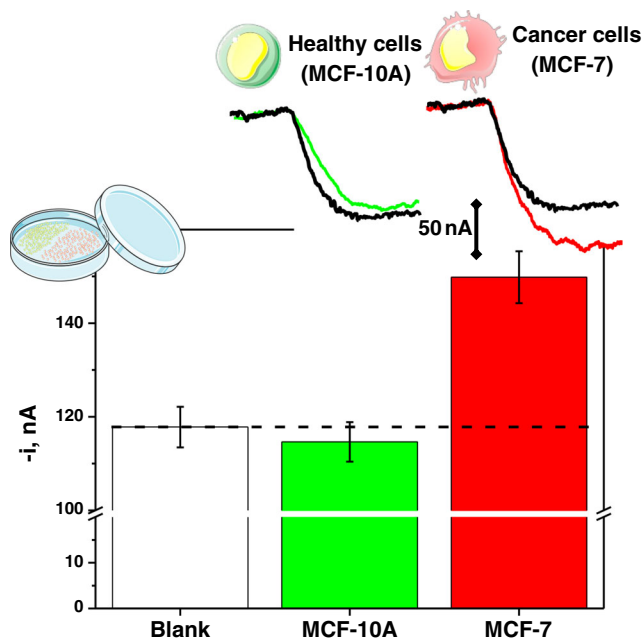 Healthy cells
(MCF-10A)
Cancer cells
(MCF-7)
50 nA
-i, nA
140
120
100
20
10
0
Blank
MCF-10A
MCF-7